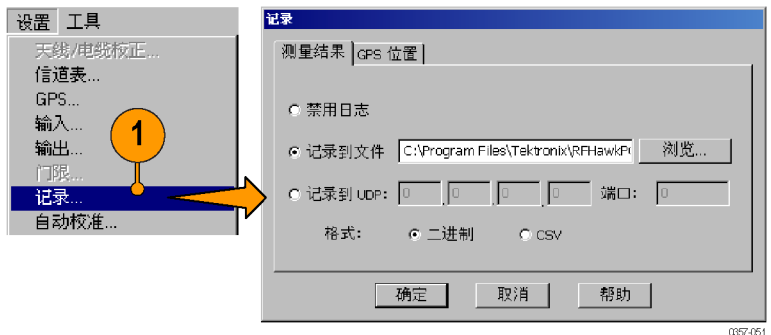 设置 工具
天线/电缆校正...
信道表...
GPS...
输入...
输出...
门限...
记录...
自动校准...
1
记录
测量结果 GPS 位置
禁用日志
记录到文件 C:\Program Files\Tektronix\RFHawkP 浏览...
记录到 UDP: 0 . 0 . 0 . 0 端口: 0
格式: 二进制 CSV
确定 取消 帮助
0357-051